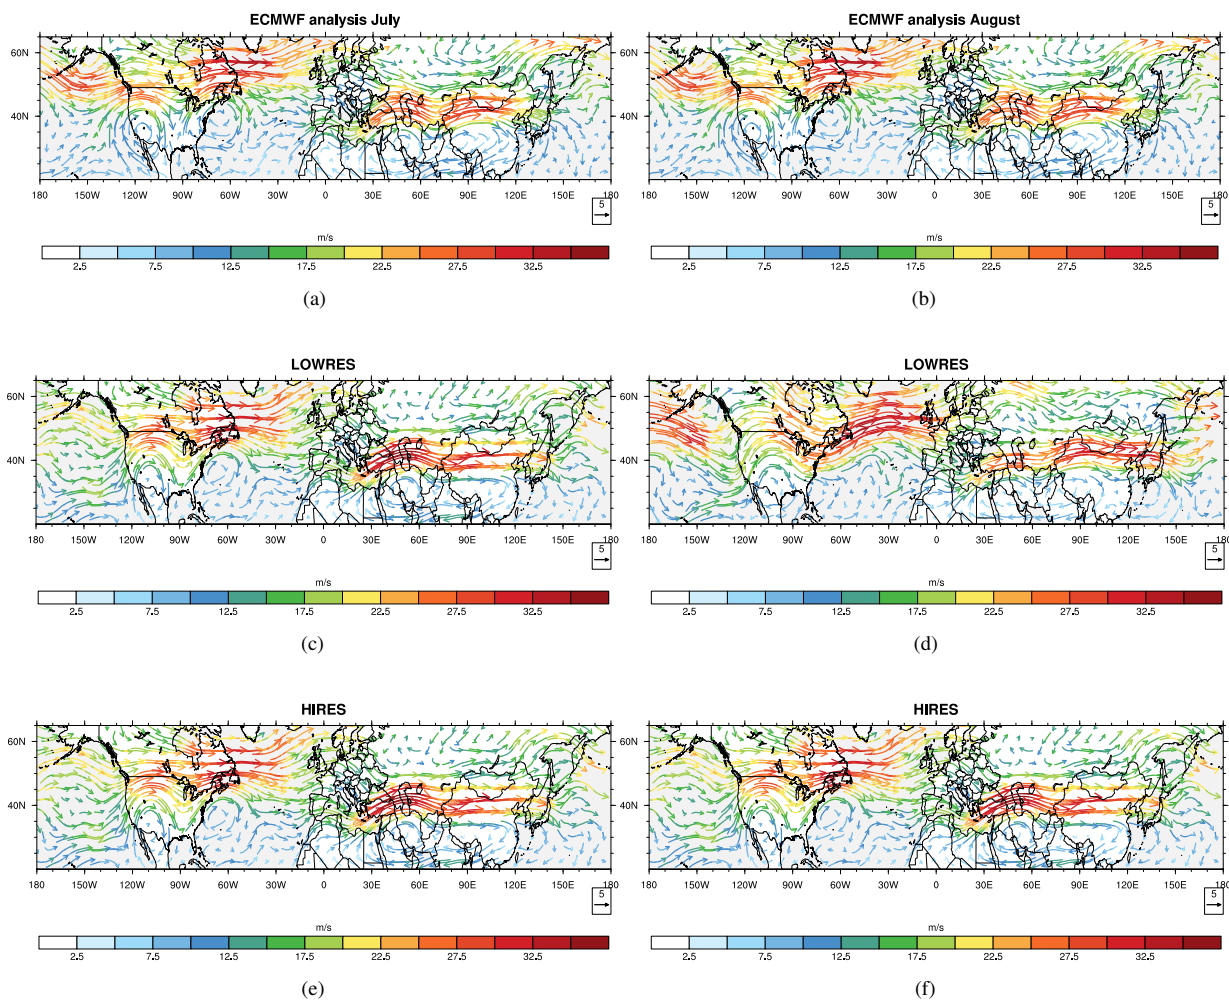 ECMWF analysis July
ECMWF analysis August
60N
40N
180 150W 120W 90W 60W 30W 0 30E 60E 90E 120E 150E 180
5
m/s
2.5 7.5 12.5 17.5 22.5 27.5 32.5
(a)
60N
40N
180 150W 120W 90W 60W 30W 0 30E 60E 90E 120E 150E 180
5
m/s
2.5 7.5 12.5 17.5 22.5 27.5 32.5
(b)
LOWRES
60N
40N
180 150W 120W 90W 60W 30W 0 30E 60E 90E 120E 150E 180
5
m/s
2.5 7.5 12.5 17.5 22.5 27.5 32.5
(c)
LOWRES
60N
40N
180 150W 120W 90W 60W 30W 0 30E 60E 90E 120E 150E 180
5
m/s
2.5 7.5 12.5 17.5 22.5 27.5 32.5
(d)
HIRES
60N
40N
180 150W 120W 90W 60W 30W 0 30E 60E 90E 120E 150E 180
5
m/s
2.5 7.5 12.5 17.5 22.5 27.5 32.5
(e)
HIRES
60N
40N
180 150W 120W 90W 60W 30W 0 30E 60E 90E 120E 150E 180
5
m/s
2.5 7.5 12.5 17.5 22.5 27.5 32.5
(f)